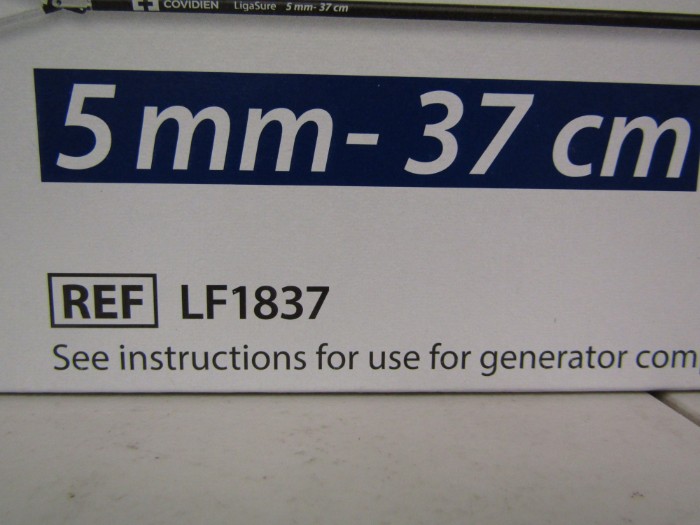 COVIDIEN LigaSure 5 mm- 37 cm
5 mm- 37 cm
REF LF1837
See instructions for use for generator com